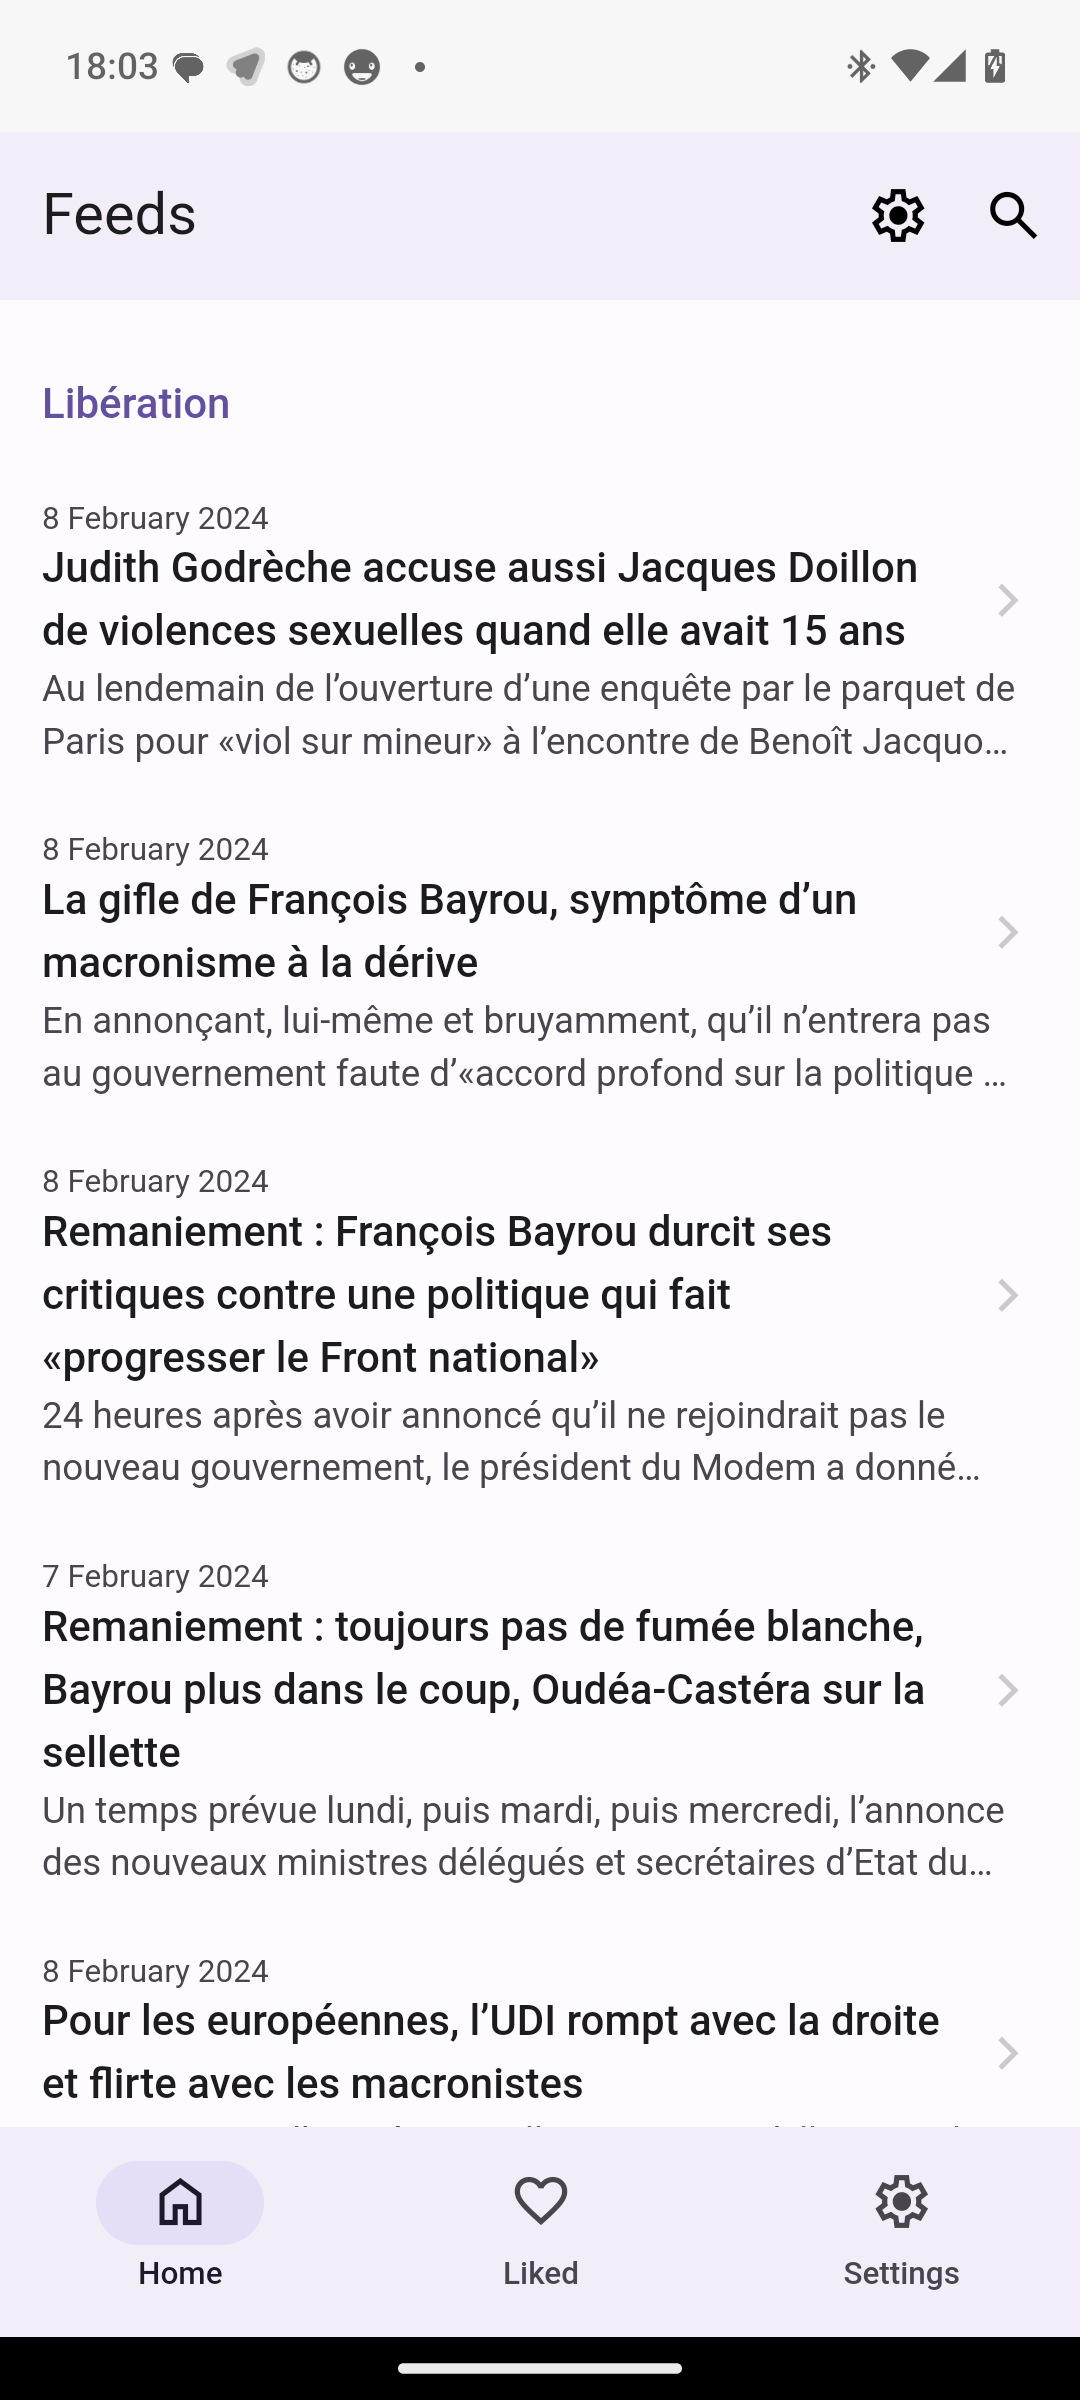 18:03
Feeds
Libération
8 February 2024
Judith Godrèche accuse aussi Jacques Doillon
de violences sexuelles quand elle avait 15 ans
Au lendemain de l’ouverture d’une enquête par le parquet de
Paris pour «viol sur mineur» à l’encontre de Benoît Jacquo…
8 February 2024
La gifle de François Bayrou, symptôme d’un
macronisme à la dérive
En annonçant, lui-même et bruyamment, qu’il n’entrera pas
au gouvernement faute d’«accord profond sur la politique …
8 February 2024
Remaniement : François Bayrou durcit ses
critiques contre une politique qui fait
«progresser le Front national»
24 heures après avoir annoncé qu’il ne rejoindrait pas le
nouveau gouvernement, le président du Modem a donné…
7 February 2024
Remaniement : toujours pas de fumée blanche,
Bayrou plus dans le coup, Oudéa-Castéra sur la
sellette
Un temps prévue lundi, puis mardi, puis mercredi, l’annonce
des nouveaux ministres délégués et secrétaires d’Etat du…
8 February 2024
Pour les européennes, l’UDI rompt avec la droite
et flirte avec les macronistes
Home
Liked
Settings